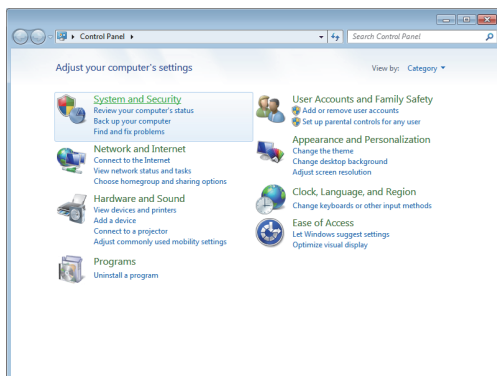 Control Panel
Search Control Panel
Adjust your computer's settings
View by: Category
System and Security
Review your computer's status
Back up your computer
Find and fix problems
Network and Internet
Connect to the Internet
View network status and tasks
Choose homegroup and sharing options
Hardware and Sound
View devices and printers
Add a device
Connect to a projector
Adjust commonly used mobility settings
Programs
Uninstall a program
User Accounts and Family Safety
Add or remove user accounts
Set up parental controls for any user
Appearance and Personalization
Change the theme
Change desktop background
Adjust screen resolution
Clock, Language, and Region
Change keyboards or other input methods
Ease of Access
Let Windows suggest settings
Optimize visual display